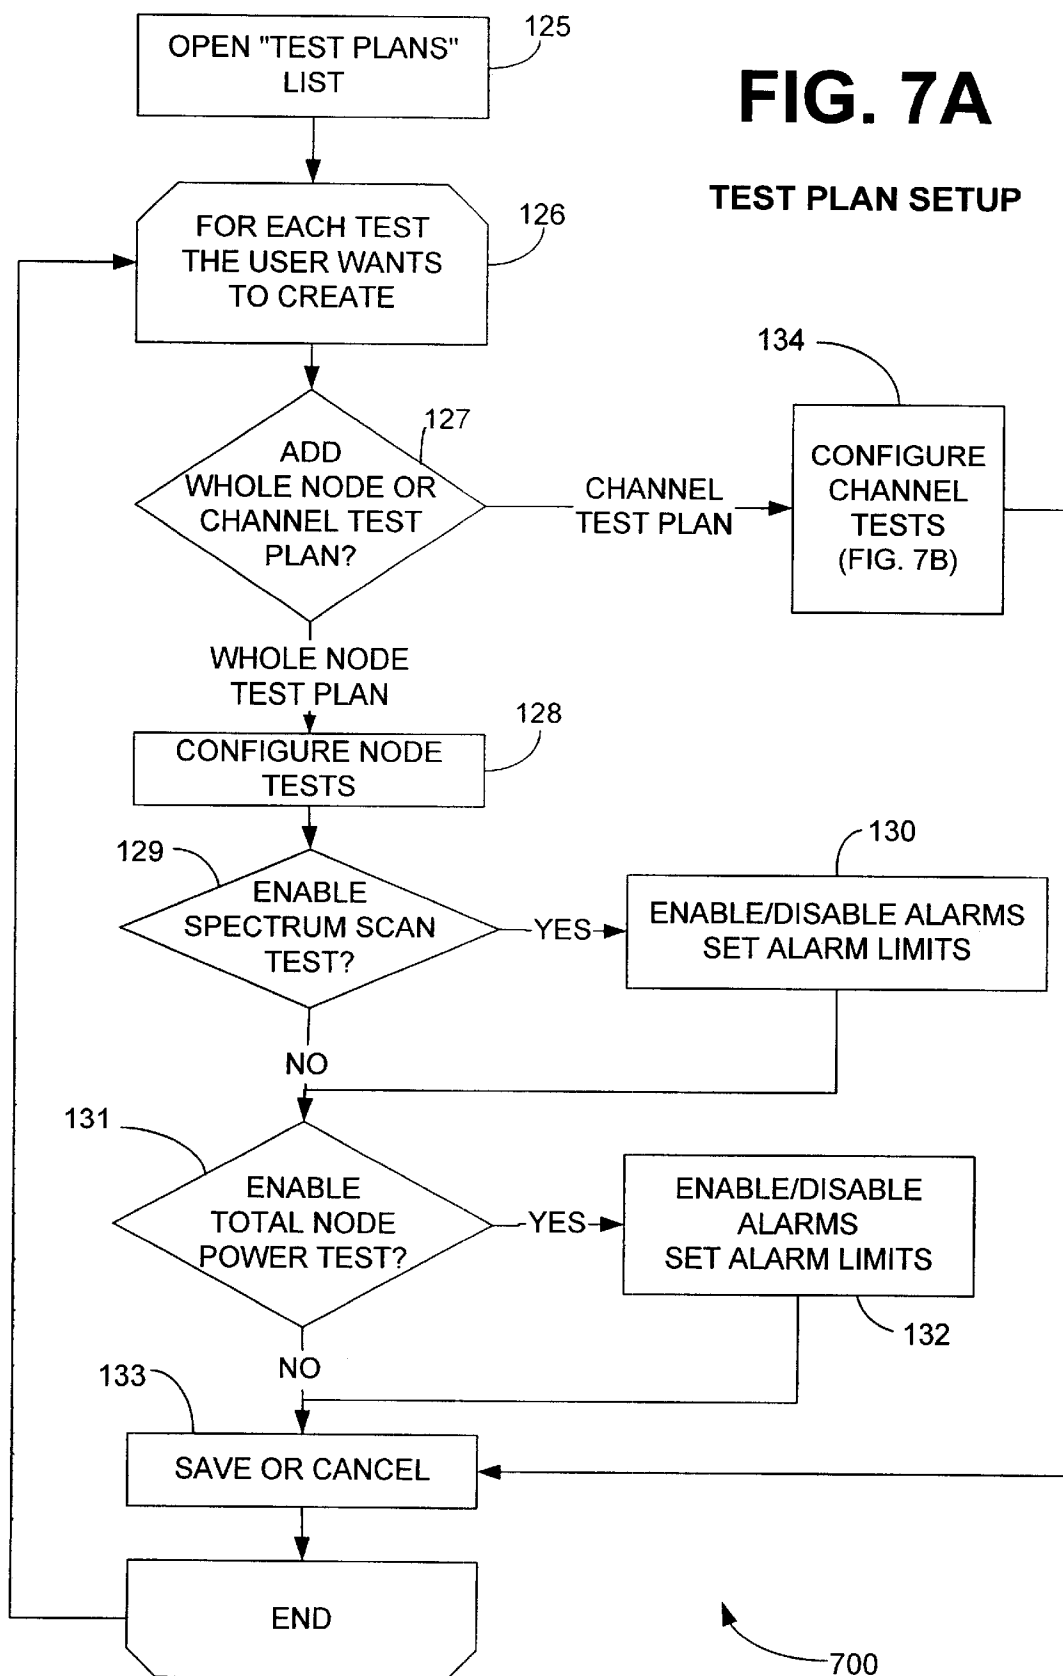 125
OPEN "TEST PLANS"
LIST
FIG. 7A
TEST PLAN SETUP
126
FOR EACH TEST
THE USER WANTS
TO CREATE
134
127
ADD
WHOLE NODE OR
CHANNEL TEST
PLAN?
CHANNEL
TEST PLAN
CONFIGURE
CHANNEL
TESTS
(FIG. 7B)
WHOLE NODE
TEST PLAN
128
CONFIGURE NODE
TESTS
129
ENABLE
SPECTRUM SCAN
TEST?
YES
130
ENABLE/DISABLE ALARMS
SET ALARM LIMITS
NO
131
ENABLE
TOTAL NODE
POWER TEST?
YES
ENABLE/DISABLE
ALARMS
SET ALARM LIMITS
132
NO
133
SAVE OR CANCEL
END
700